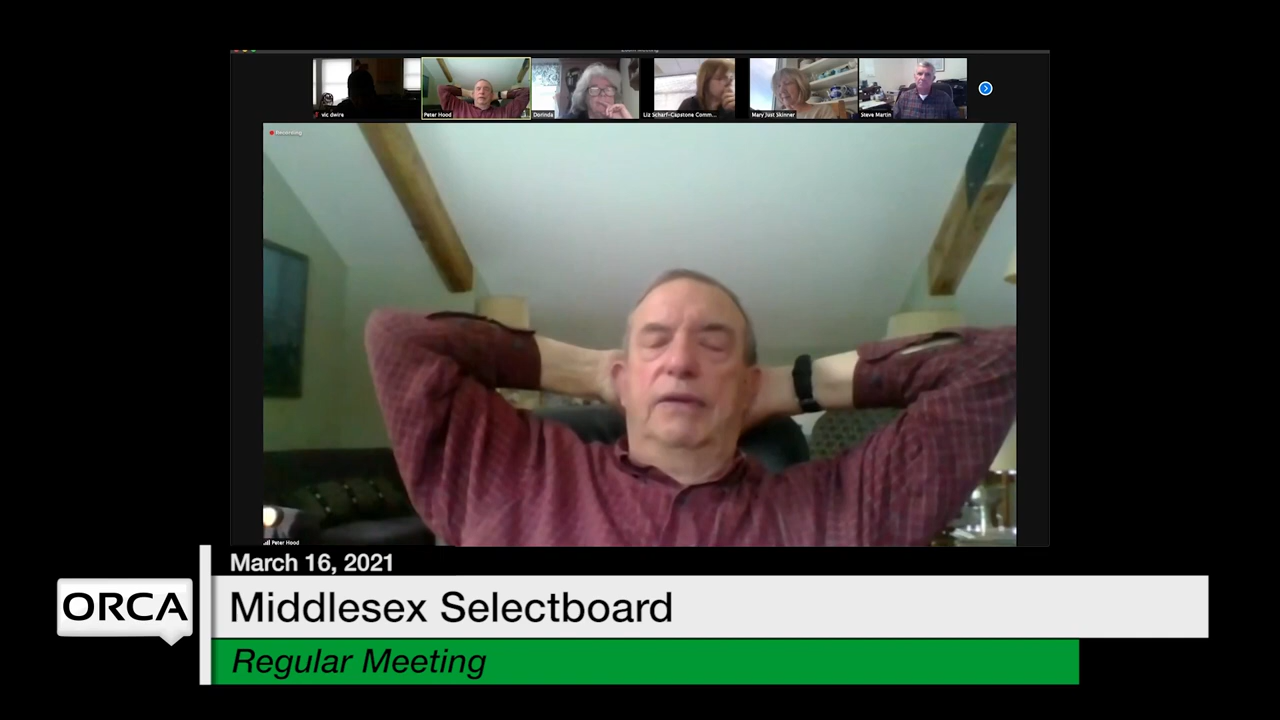 vic dwire
Peter Hood
Dorinda
Liz Scharf-Capstone Comm...
Mary Just Skinner
Steve Martin
Recording
Peter Hood
March 16, 2021
ORCA
Middlesex Selectboard
Regular Meeting